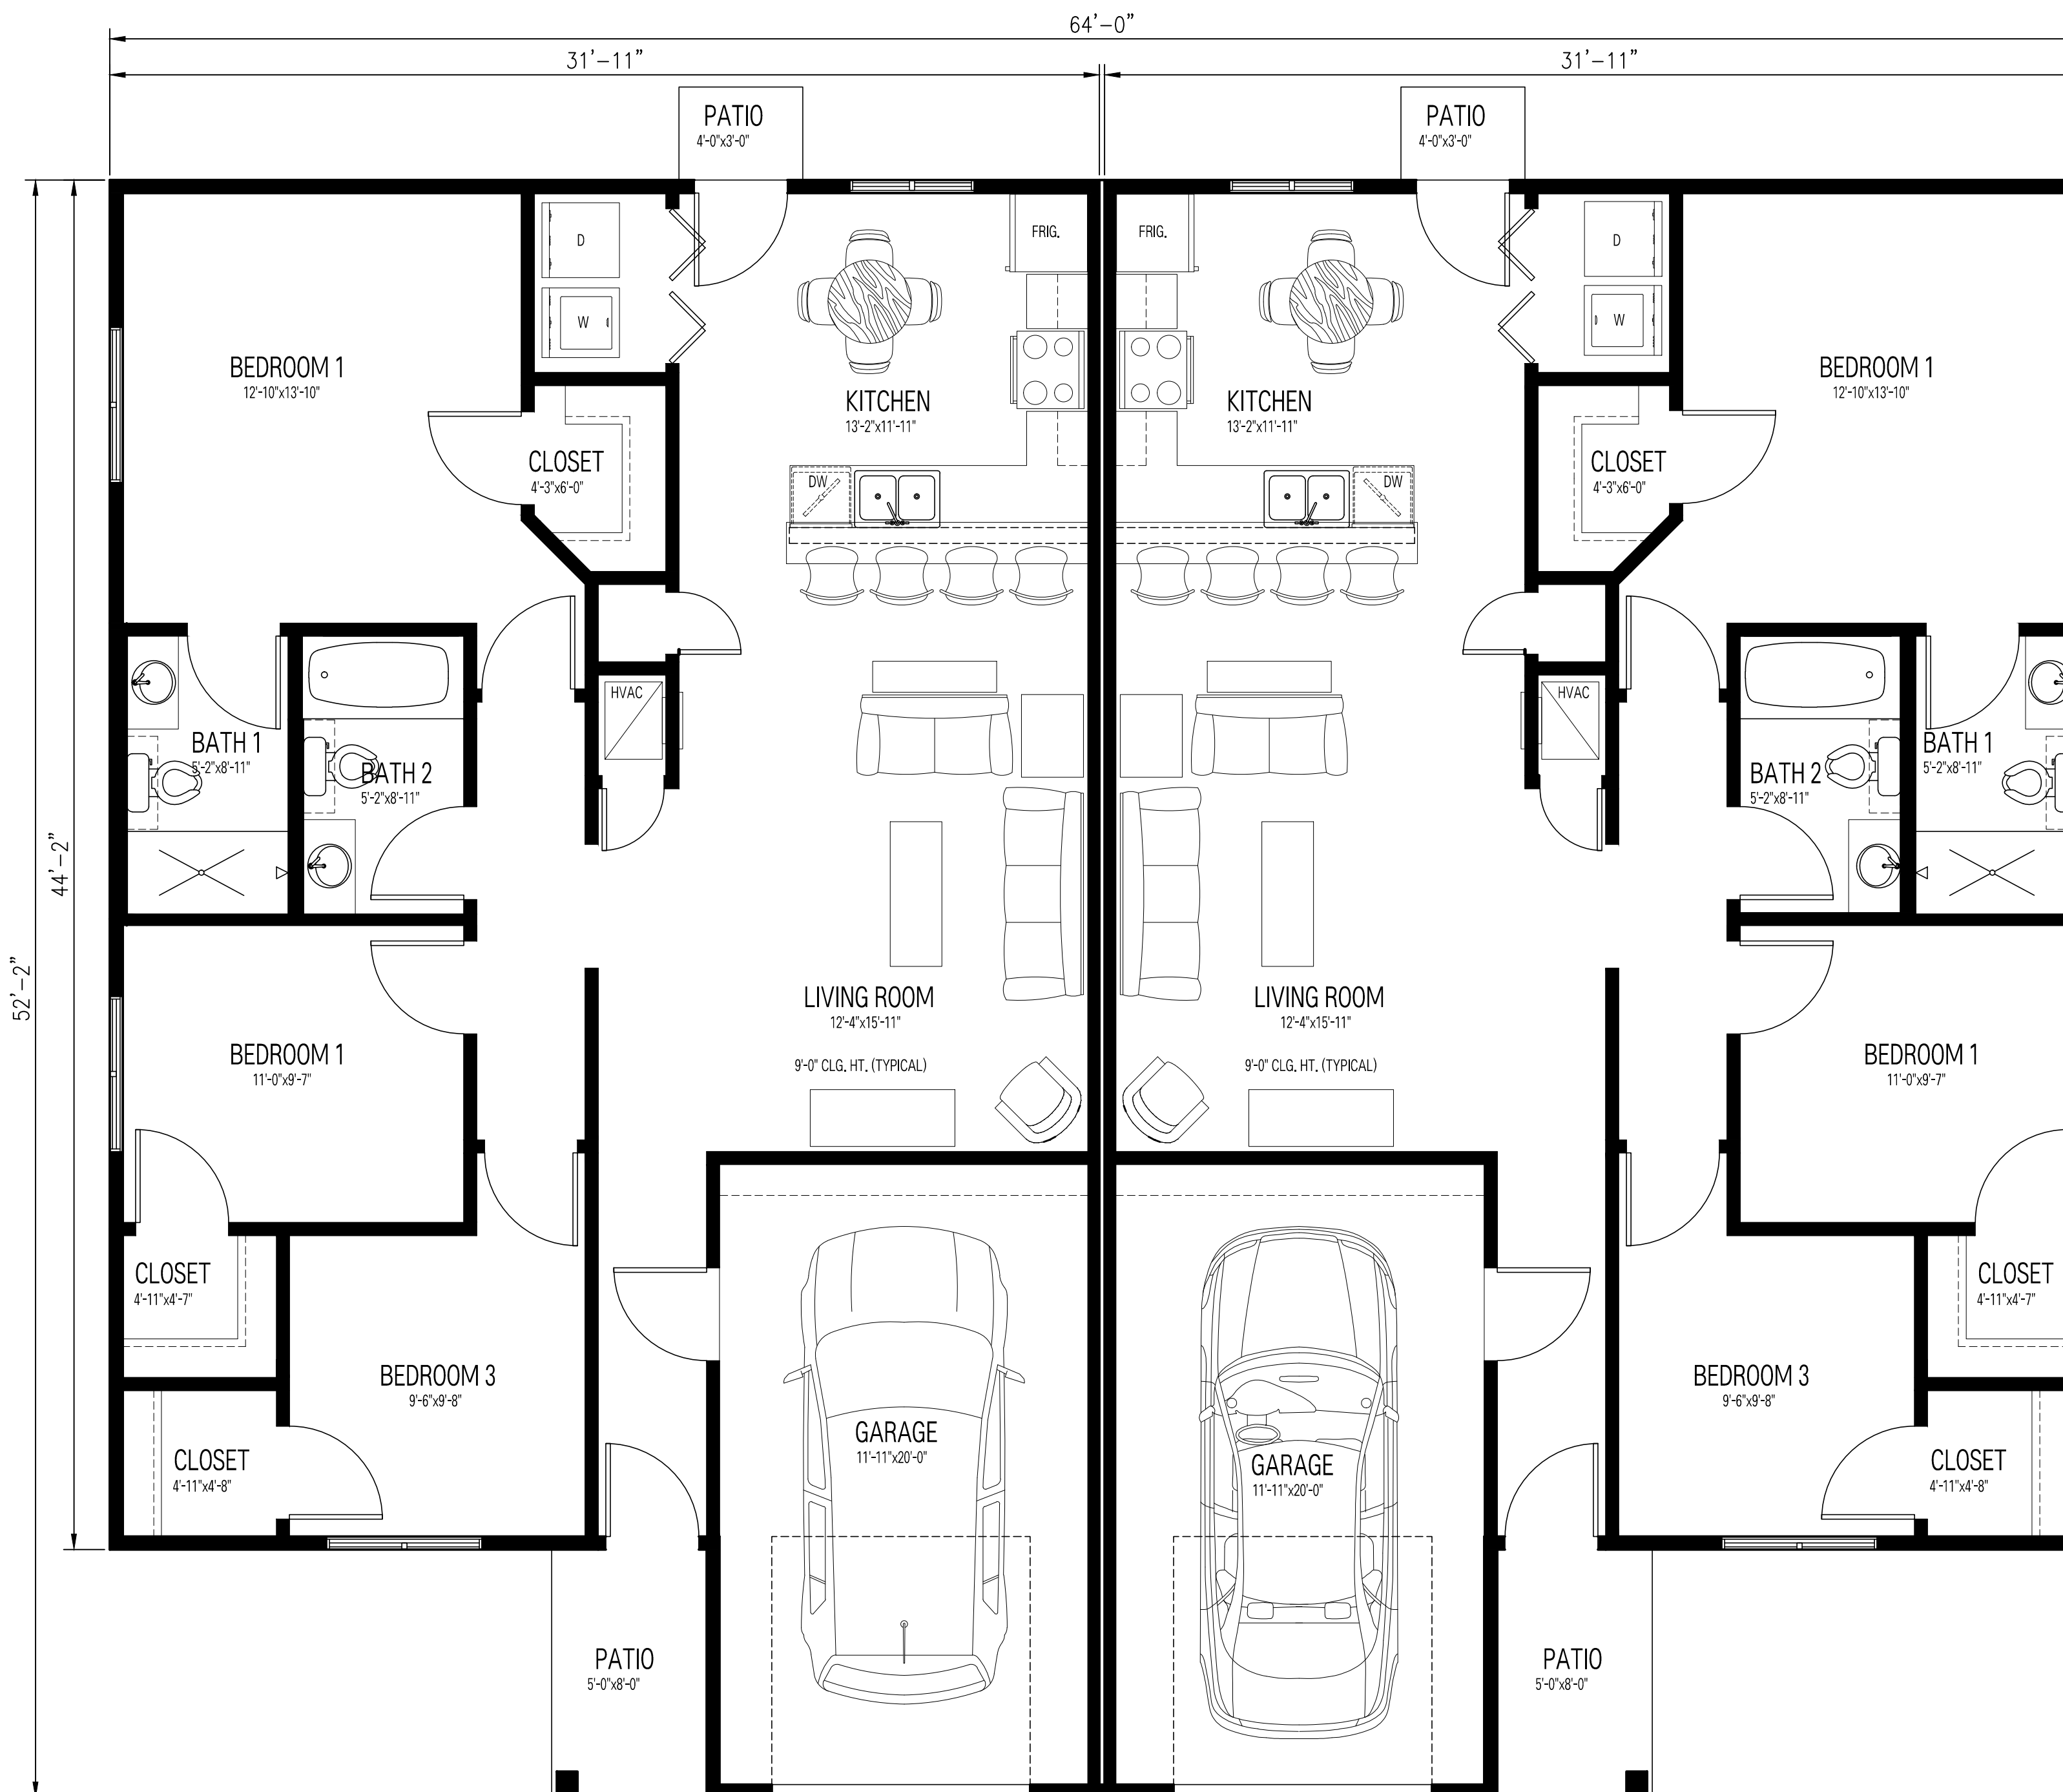 64’-0”
31’-11”
31’-11”
PATIO
4'-0"x3'-0"
PATIO
4'-0"x3'-0"
D
FRIG.
FRIG.
D
W
W
BEDROOM 1
12'-10"x13'-10"
KITCHEN
13'-2"x11'-11"
KITCHEN
13'-2"x11'-11"
BEDROOM 1
12'-10"x13'-10"
CLOSET
4'-3"x6'-0"
DW
DW
CLOSET
4'-3"x6'-0"
HVAC
HVAC
BATH 1
5'-2"x8'-11"
BATH 2
5'-2"x8'-11"
BATH 2
5'-2"x8'-11"
BATH 1
5'-2"x8'-11"
44’-2”
52’-2”
LIVING ROOM
12'-4"x15'-11"
LIVING ROOM
12'-4"x15'-11"
9'-0" CLG. HT. (TYPICAL)
9'-0" CLG. HT. (TYPICAL)
BEDROOM 1
11'-0"x9'-7"
BEDROOM 1
11'-0"x9'-7"
CLOSET
4'-11"x4'-7"
CLOSET
4'-11"x4'-7"
BEDROOM 3
9'-6"x9'-8"
BEDROOM 3
9'-6"x9'-8"
GARAGE
11'-11"x20'-0"
GARAGE
11'-11"x20'-0"
CLOSET
4'-11"x4'-8"
CLOSET
4'-11"x4'-8"
PATIO
5'-0"x8'-0"
PATIO
5'-0"x8'-0"